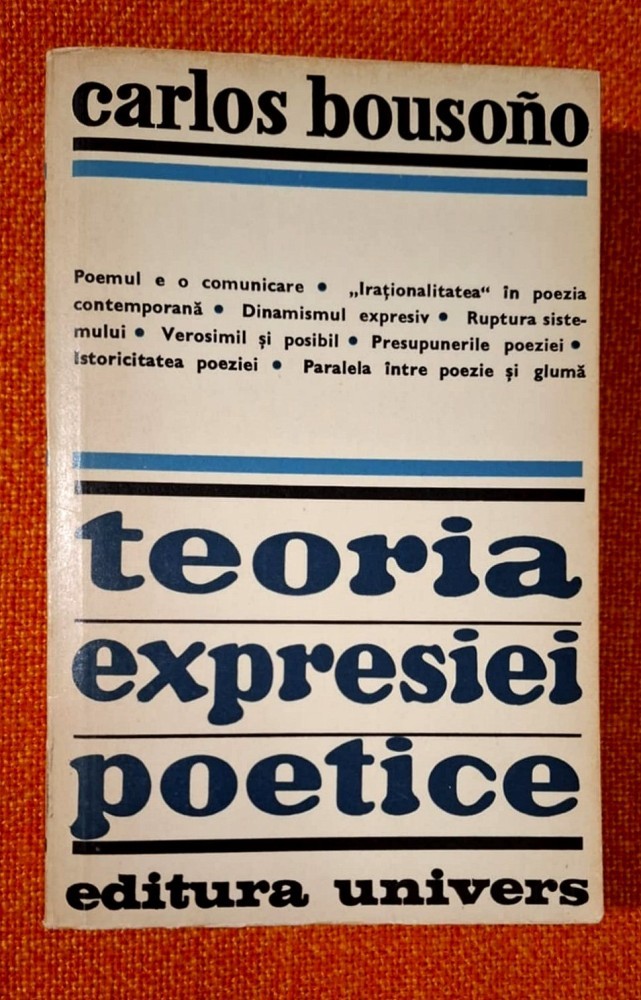 carlos bousoño
Poemul e o comunicare • „Iraționalitatea“ în poezia
contemporană • Dinamismul expresiv • Ruptura siste-
mului • Verosimil și posibil • Presupunerile poeziei •
Istoricitatea poeziei • Paralela între poezie și glumă
teoria
expresiei
poetice
editura univers